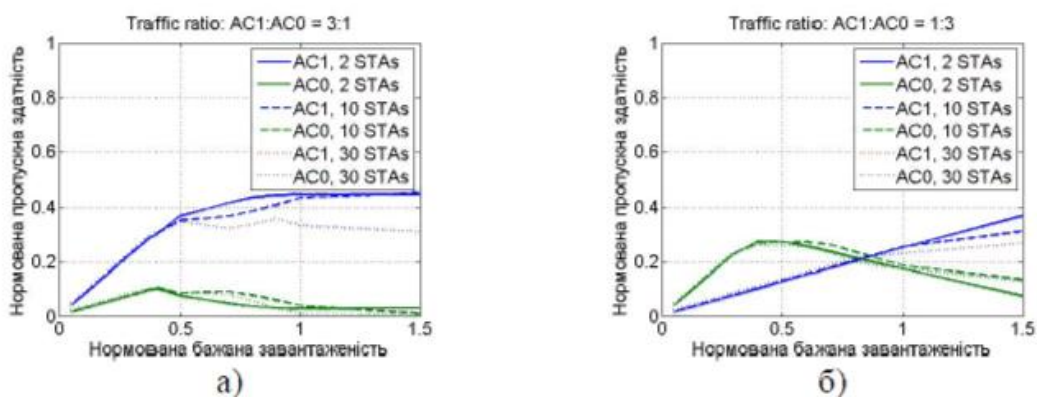 Traffic ratio: AC1:AC0 = 3:1
Нормована пропускна здатність
1
0.8
0.6
0.4
0.2
0
AC1, 2 STAs
AC0, 2 STAs
AC1, 10 STAs
AC0, 10 STAs
AC1, 30 STAs
AC0, 30 STAs
0 0.5 1 1.5
Нормована бажана завантаженість
а)
Traffic ratio: AC1:AC0 = 1:3
Нормована пропускна здатність
1
0.8
0.6
0.4
0.2
0
AC1, 2 STAs
AC0, 2 STAs
AC1, 10 STAs
AC0, 10 STAs
AC1, 30 STAs
AC0, 30 STAs
0 0.5 1 1.5
Нормована бажана завантаженість
б)